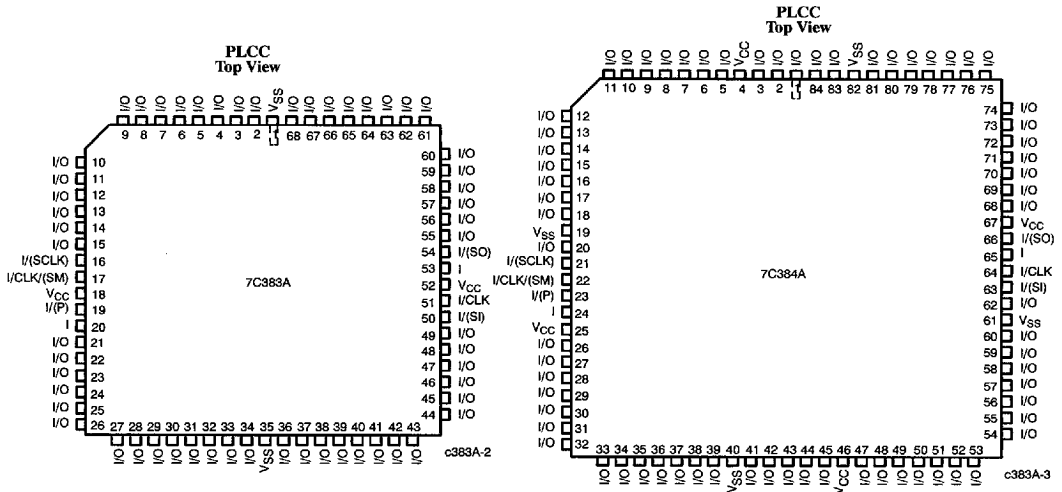 PLCC
Top View
I/O I/O I/O I/O I/O I/O I/O I/O VSS I/O I/O I/O I/O I/O I/O I/O I/O
9 8 7 6 5 4 3 2 1 68 67 66 65 64 63 62 61
I/O 10
I/O 11
I/O 12
I/O 13
I/O 14
I/O 15
I/(SCLK) 16
I/CLK/(SM) 17
VCC 18
I/(P) 19
I 20
I/O 21
I/O 22
I/O 23
I/O 24
I/O 25
I/O 26
7C383A
60 I/O
59 I/O
58 I/O
57 I/O
56 I/O
55 I/O
54 I/(SO)
53 I
52 VCC
51 I/CLK
50 I/(SI)
49 I/O
48 I/O
47 I/O
46 I/O
45 I/O
44 I/O
27 28 29 30 31 32 33 34 35 36 37 38 39 40 41 42 43
I/O I/O I/O I/O I/O I/O I/O I/O VSS I/O I/O I/O I/O I/O I/O I/O I/O
c383A-2
PLCC
Top View
I/O I/O I/O I/O I/O I/O I/O VCC I/O I/O I/O I/O I/O VSS I/O I/O I/O I/O I/O I/O I/O
11 10 9 8 7 6 5 4 3 2 1 84 83 82 81 80 79 78 77 76 75
I/O 12
I/O 13
I/O 14
I/O 15
I/O 16
I/O 17
I/O 18
VSS 19
I/O 20
I/(SCLK) 21
I/CLK/(SM) 22
I/(P) 23
I 24
VCC 25
I/O 26
I/O 27
I/O 28
I/O 29
I/O 30
I/O 31
I/O 32
7C384A
74 I/O
73 I/O
72 I/O
71 I/O
70 I/O
69 I/O
68 I/O
67 VCC
66 I/(SO)
65 I
64 I/CLK
63 I/(SI)
62 I/O
61 VSS
60 I/O
59 I/O
58 I/O
57 I/O
56 I/O
55 I/O
54 I/O
33 34 35 36 37 38 39 40 41 42 43 44 45 46 47 48 49 50 51 52 53
I/O I/O I/O I/O I/O I/O I/O VSS I/O I/O I/O I/O I/O VCC I/O I/O I/O I/O I/O I/O I/O
c383A-3